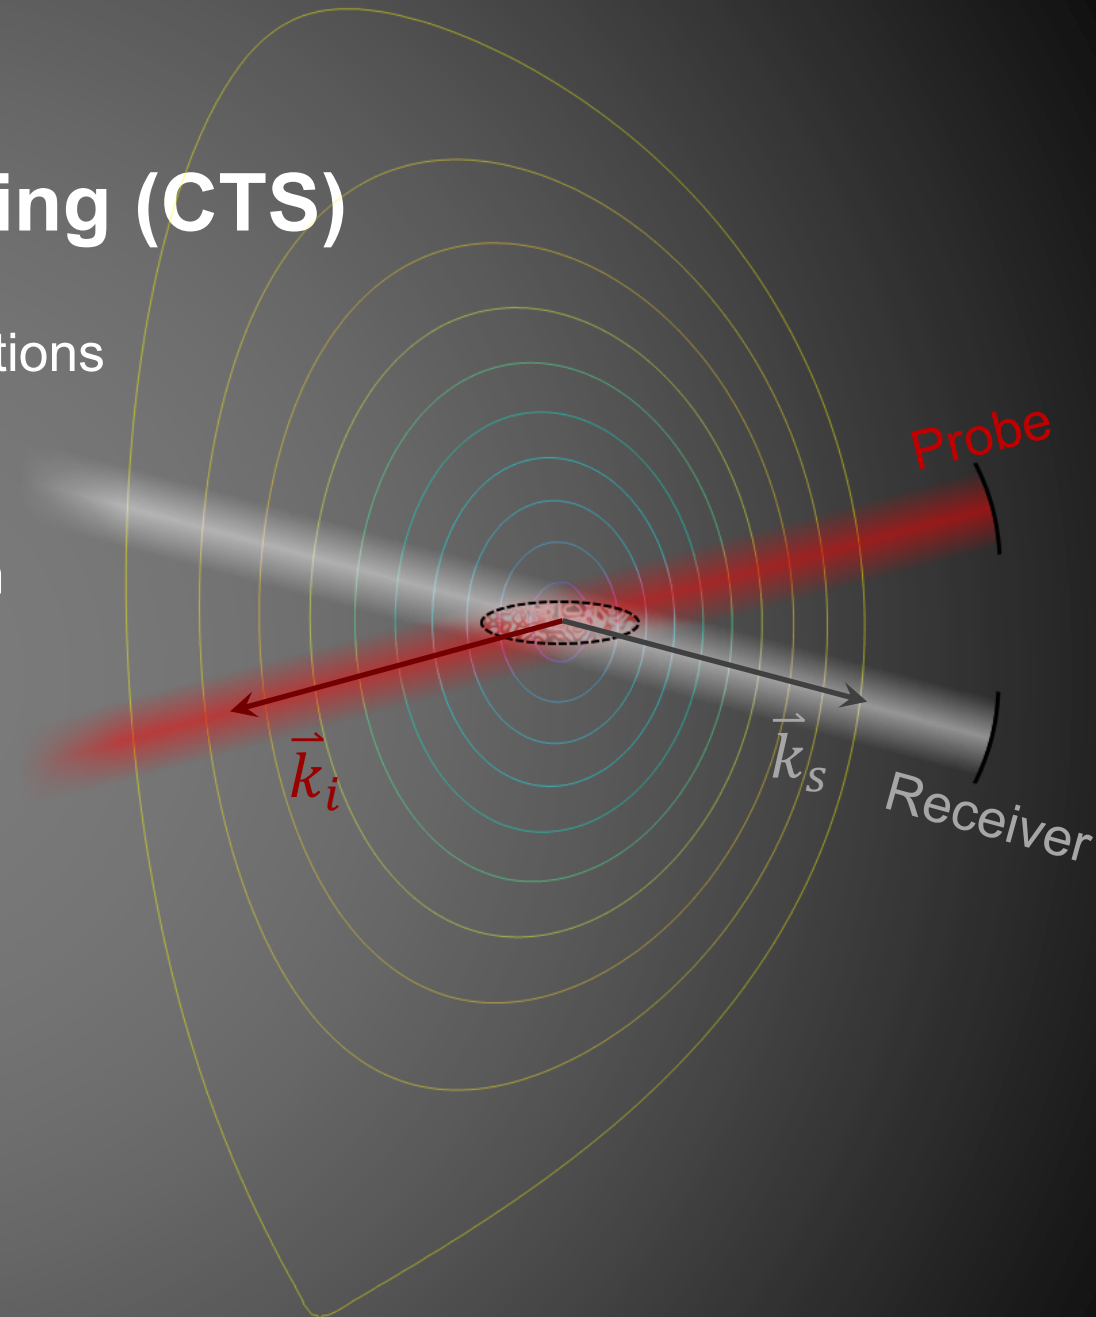 ing (CTS)
tions
Probe
k⃗ᵢ
k⃗ₛ
Receiver